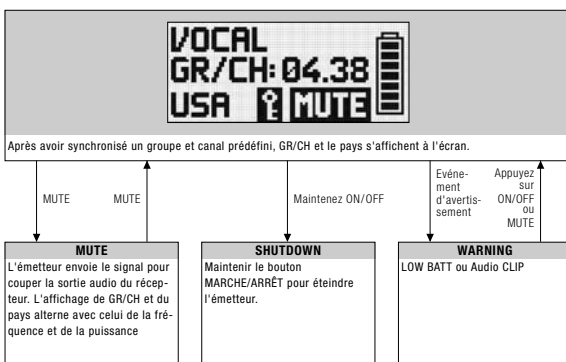 VOCAL
GR/CH: 04.38
USA MUTE
Après avoir synchronisé un groupe et canal prédéfini, GR/CH et le pays s'affichent à l'écran.
MUTE
MUTE
Maintenez ON/OFF
Evéne-
ment
d'avertis-
sement
Appuyez
sur
ON/OFF
ou
MUTE
MUTE
L'émetteur envoie le signal pour
couper la sortie audio du récep-
teur. L'affichage de GR/CH et du
pays alterne avec celui de la fré-
quence et de la puissance
SHUTDOWN
Maintenir le bouton
MARCHE/ARRÊT pour éteindre
l'émetteur.
WARNING
LOW BATT ou Audio CLIP